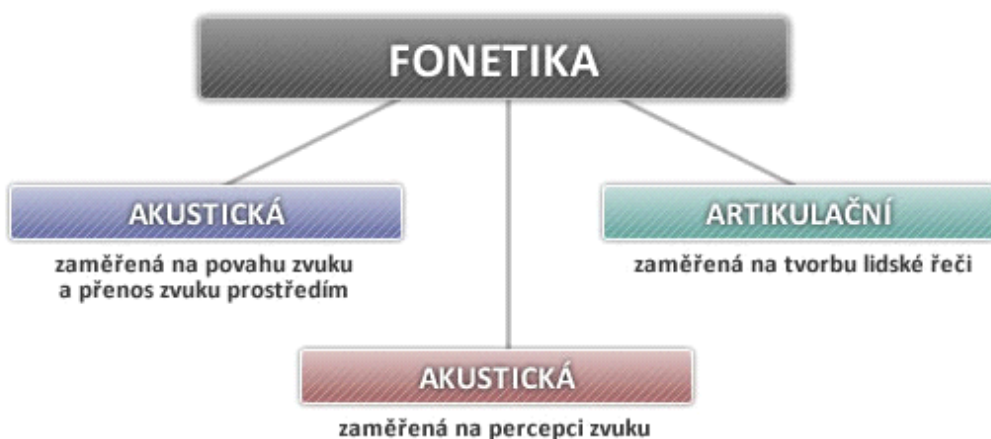 FONETIKA
AKUSTICKÁ
zaměřená na povahu zvuku
a přenos zvuku prostředím
ARTIKULAČNÍ
zaměřená na tvorbu lidské řeči
AKUSTICKÁ
zaměřená na percepci zvuku